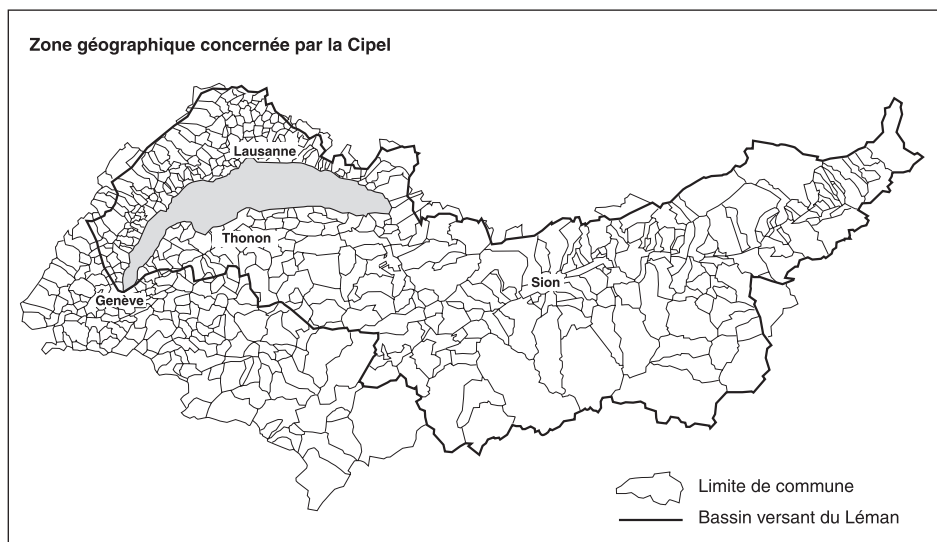 Zone géographique concernée par la Cipel
Lausanne
Thonon
Sion
Genève
Limite de commune
Bassin versant du Léman